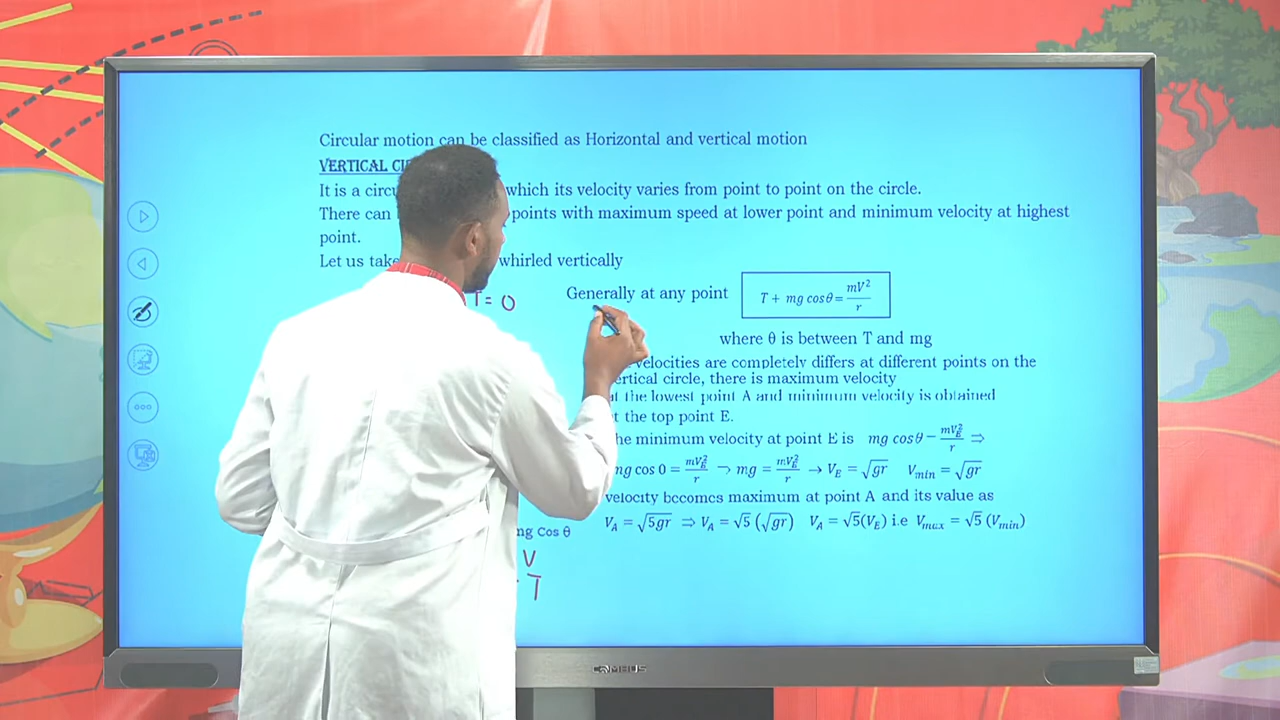 Circular motion can be classified as Horizontal and vertical motion
VERTICAL
It is a which its velocity varies from point to point on the circle.
There can points with maximum speed at lower point and minimum velocity at highest
point.
Let us take whirled vertically
T = 0
Generally at any point
T + mg cosθ = mV²/r
where θ is between T and mg
velocities are completely differs at different points on the
vertical circle, there is maximum velocity
at the lowest point A and minimum velocity is obtained
the top point E.
The minimum velocity at point E is mg cosθ − mV_E²/r ⇒
mg cos 0 = mV_E²/r → mg = mV_E²/r → V_E = √gr V_min = √gr
velocity becomes maximum at point A and its value as
V_A = √5gr ⇒ V_A = √5 (√gr) V_A = √5(V_E) i.e V_max = √5 (V_min)
mg Cos θ
V
T